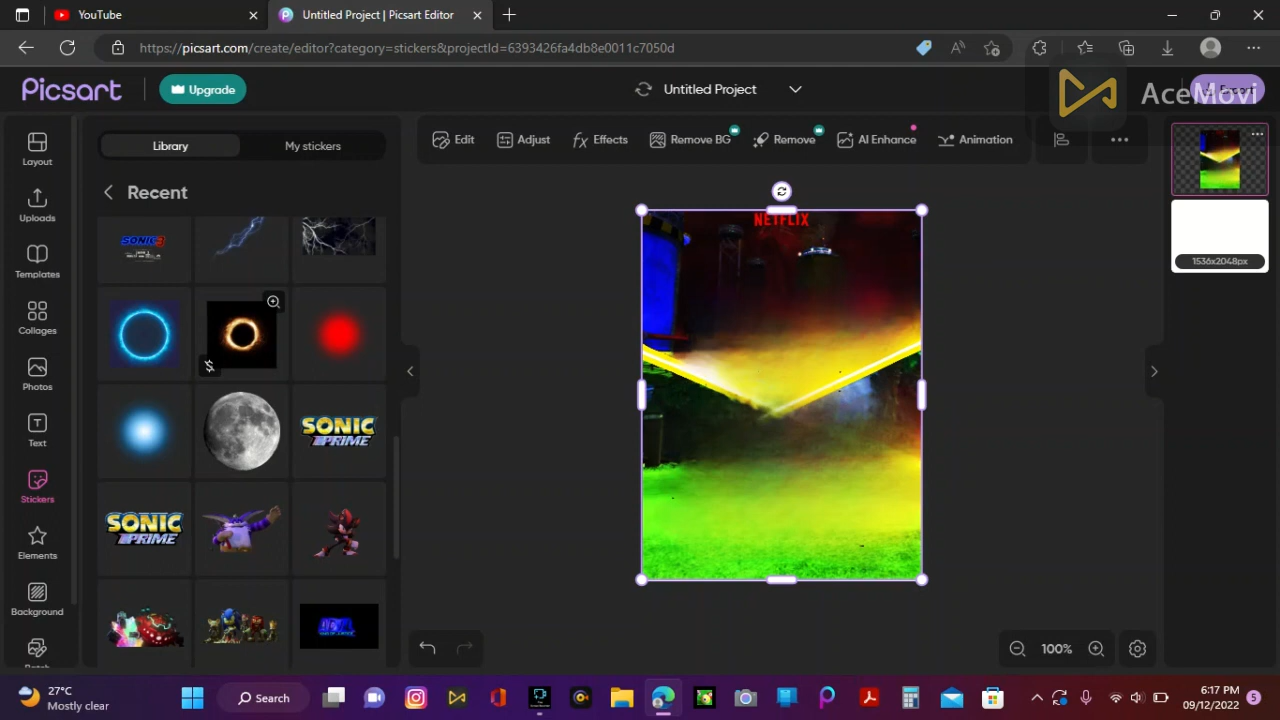 YouTube
Untitled Project | Picsart Editor
https://picsart.com/create/editor?category=stickers&projectId=6393426fa4db8e0011c7050d
Picsart
Upgrade
Untitled Project
AceMovi
Layout
Uploads
Templates
Collages
Photos
Text
Stickers
Elements
Background
Library
My stickers
Recent
SONIC
SONIC
PRIME
SONIC
PRIME
Edit
Adjust
Effects
Remove BG
Remove
AI Enhance
Animation
NETFLIX
1536x2048px
100%
27°C
Mostly clear
Search
6:17 PM
09/12/2022
5